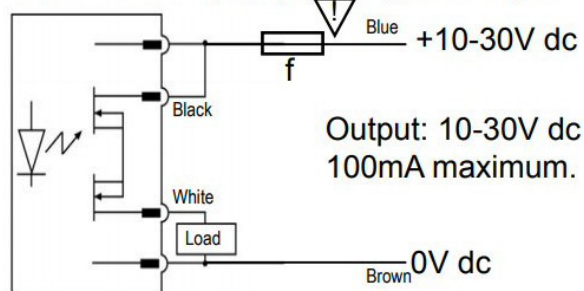 !
Blue
+10-30V dc
f
Black
Output: 10-30V dc
100mA maximum.
White
Load
Brown
0V dc